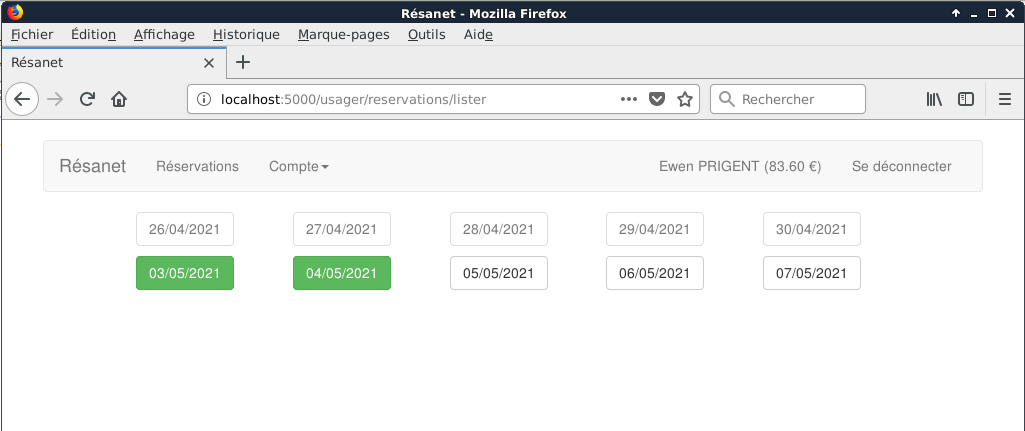 Résanet - Mozilla Firefox
Fichier Édition Affichage Historique Marque-pages Outils Aide
Résanet
localhost:5000/usager/reservations/lister Rechercher
Résanet Réservations Compte Ewen PRIGENT (83.60 €) Se déconnecter
26/04/2021 27/04/2021 28/04/2021 29/04/2021 30/04/2021
03/05/2021 04/05/2021 05/05/2021 06/05/2021 07/05/2021